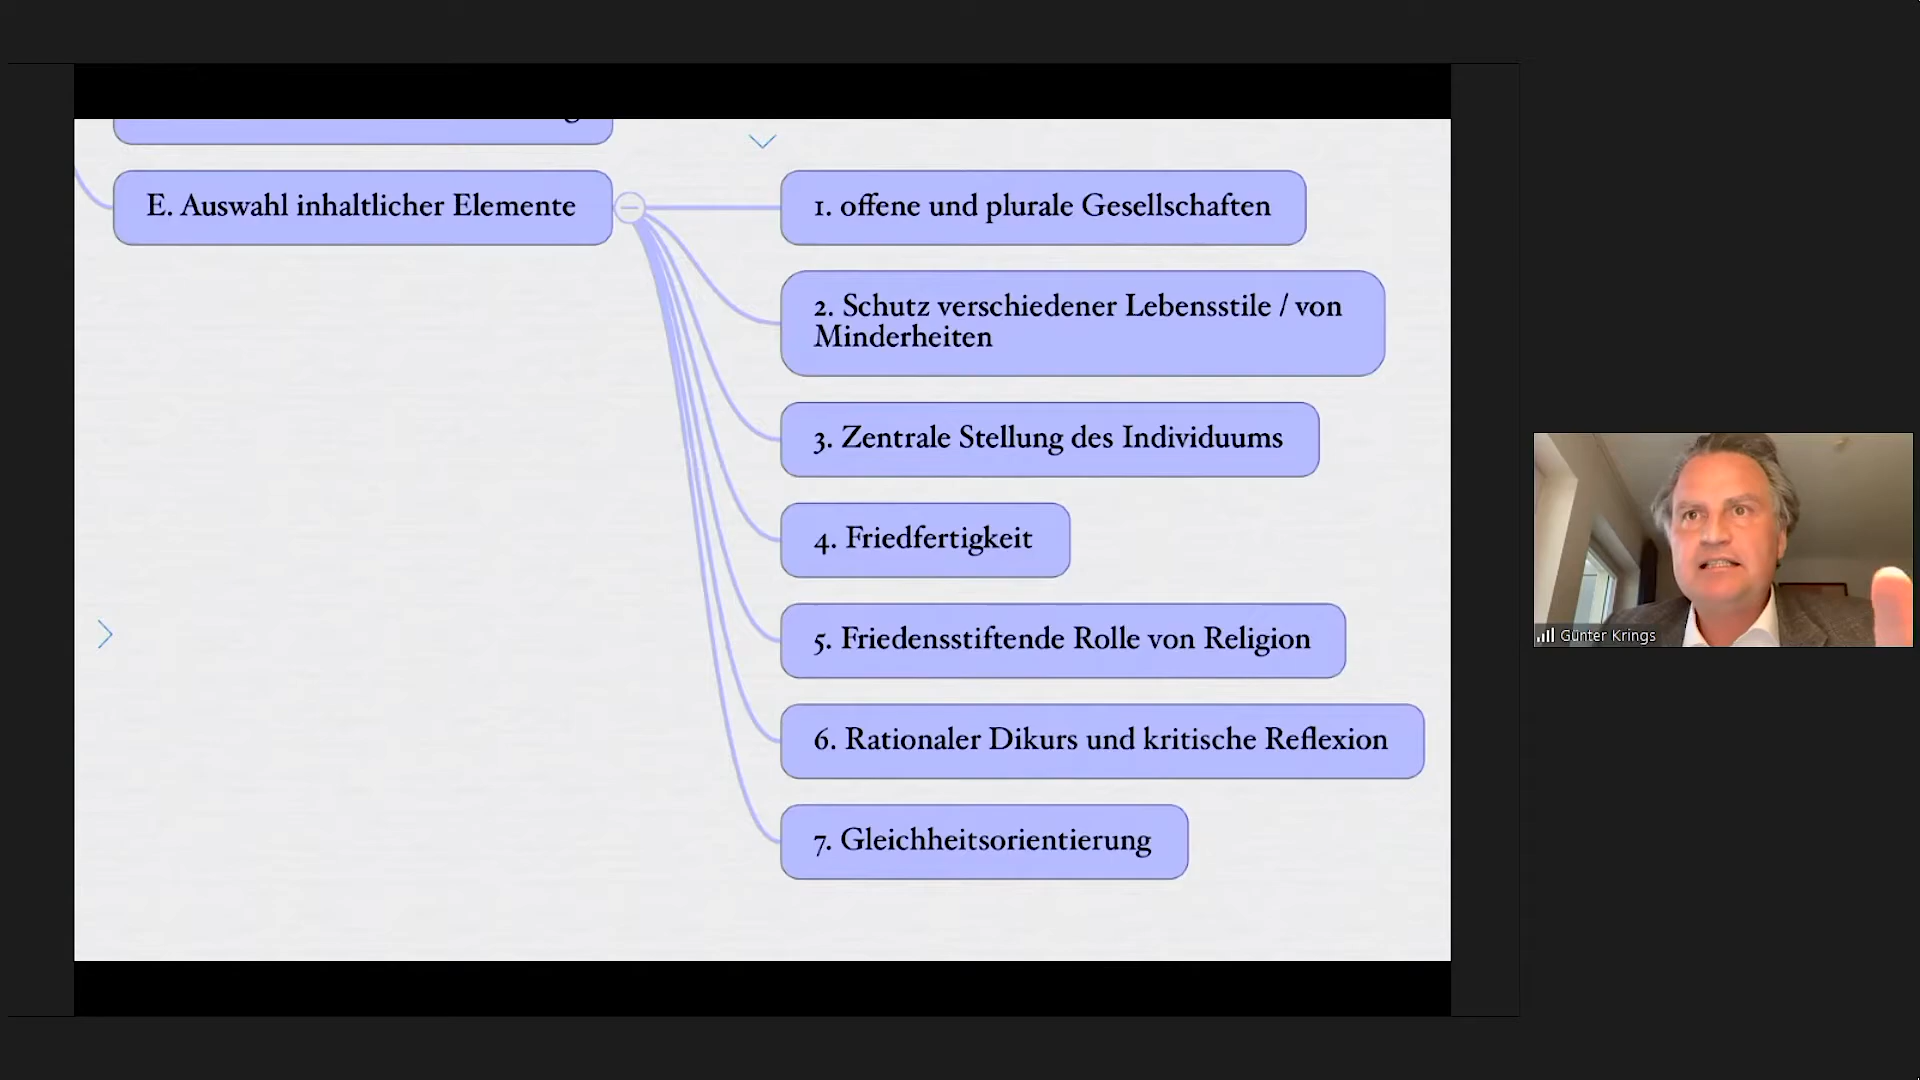 E. Auswahl inhaltlicher Elemente
1. offene und plurale Gesellschaften
2. Schutz verschiedener Lebensstile / von
Minderheiten
3. Zentrale Stellung des Individuums
4. Friedfertigkeit
5. Friedensstiftende Rolle von Religion
6. Rationaler Dikurs und kritische Reflexion
7. Gleichheitsorientierung
Günter Krings